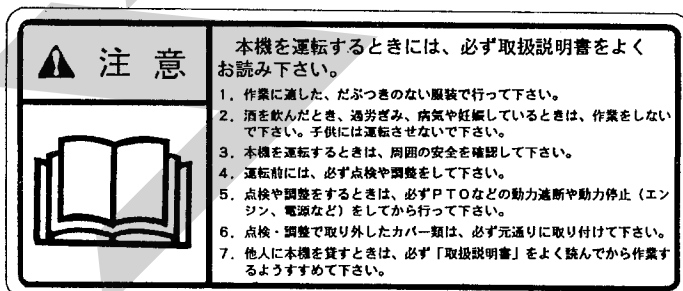 注 意
本機を運転するときには、必ず取扱説明書をよく
お読み下さい。
1. 作業に適した、だぶつきのない服装で行って下さい。
2. 酒を飲んだとき、過労ぎみ、病気や妊娠しているときは、作業をしない
で下さい。子供には運転させないで下さい。
3. 本機を運転するときは、周囲の安全を確認して下さい。
4. 運転前には、必ず点検や調整をして下さい。
5. 点検や調整をするときは、必ずPTOなどの動力遮断や動力停止（エン
ジン、電源など）をしてから行って下さい。
6. 点検・調整で取り外したカバー類は、必ず元通りに取り付けて下さい。
7. 他人に本機を貸すときは、必ず「取扱説明書」をよく読んでから作業す
るようすすめて下さい。